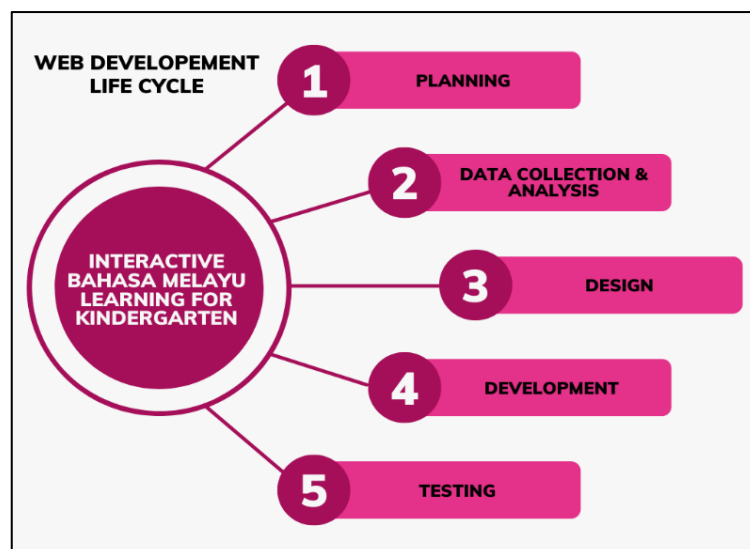 WEB DEVELOPEMENT
LIFE CYCLE
1
PLANNING
2
DATA COLLECTION &
ANALYSIS
INTERACTIVE
BAHASA MELAYU
LEARNING FOR
KINDERGARTEN
3
DESIGN
4
DEVELOPMENT
5
TESTING